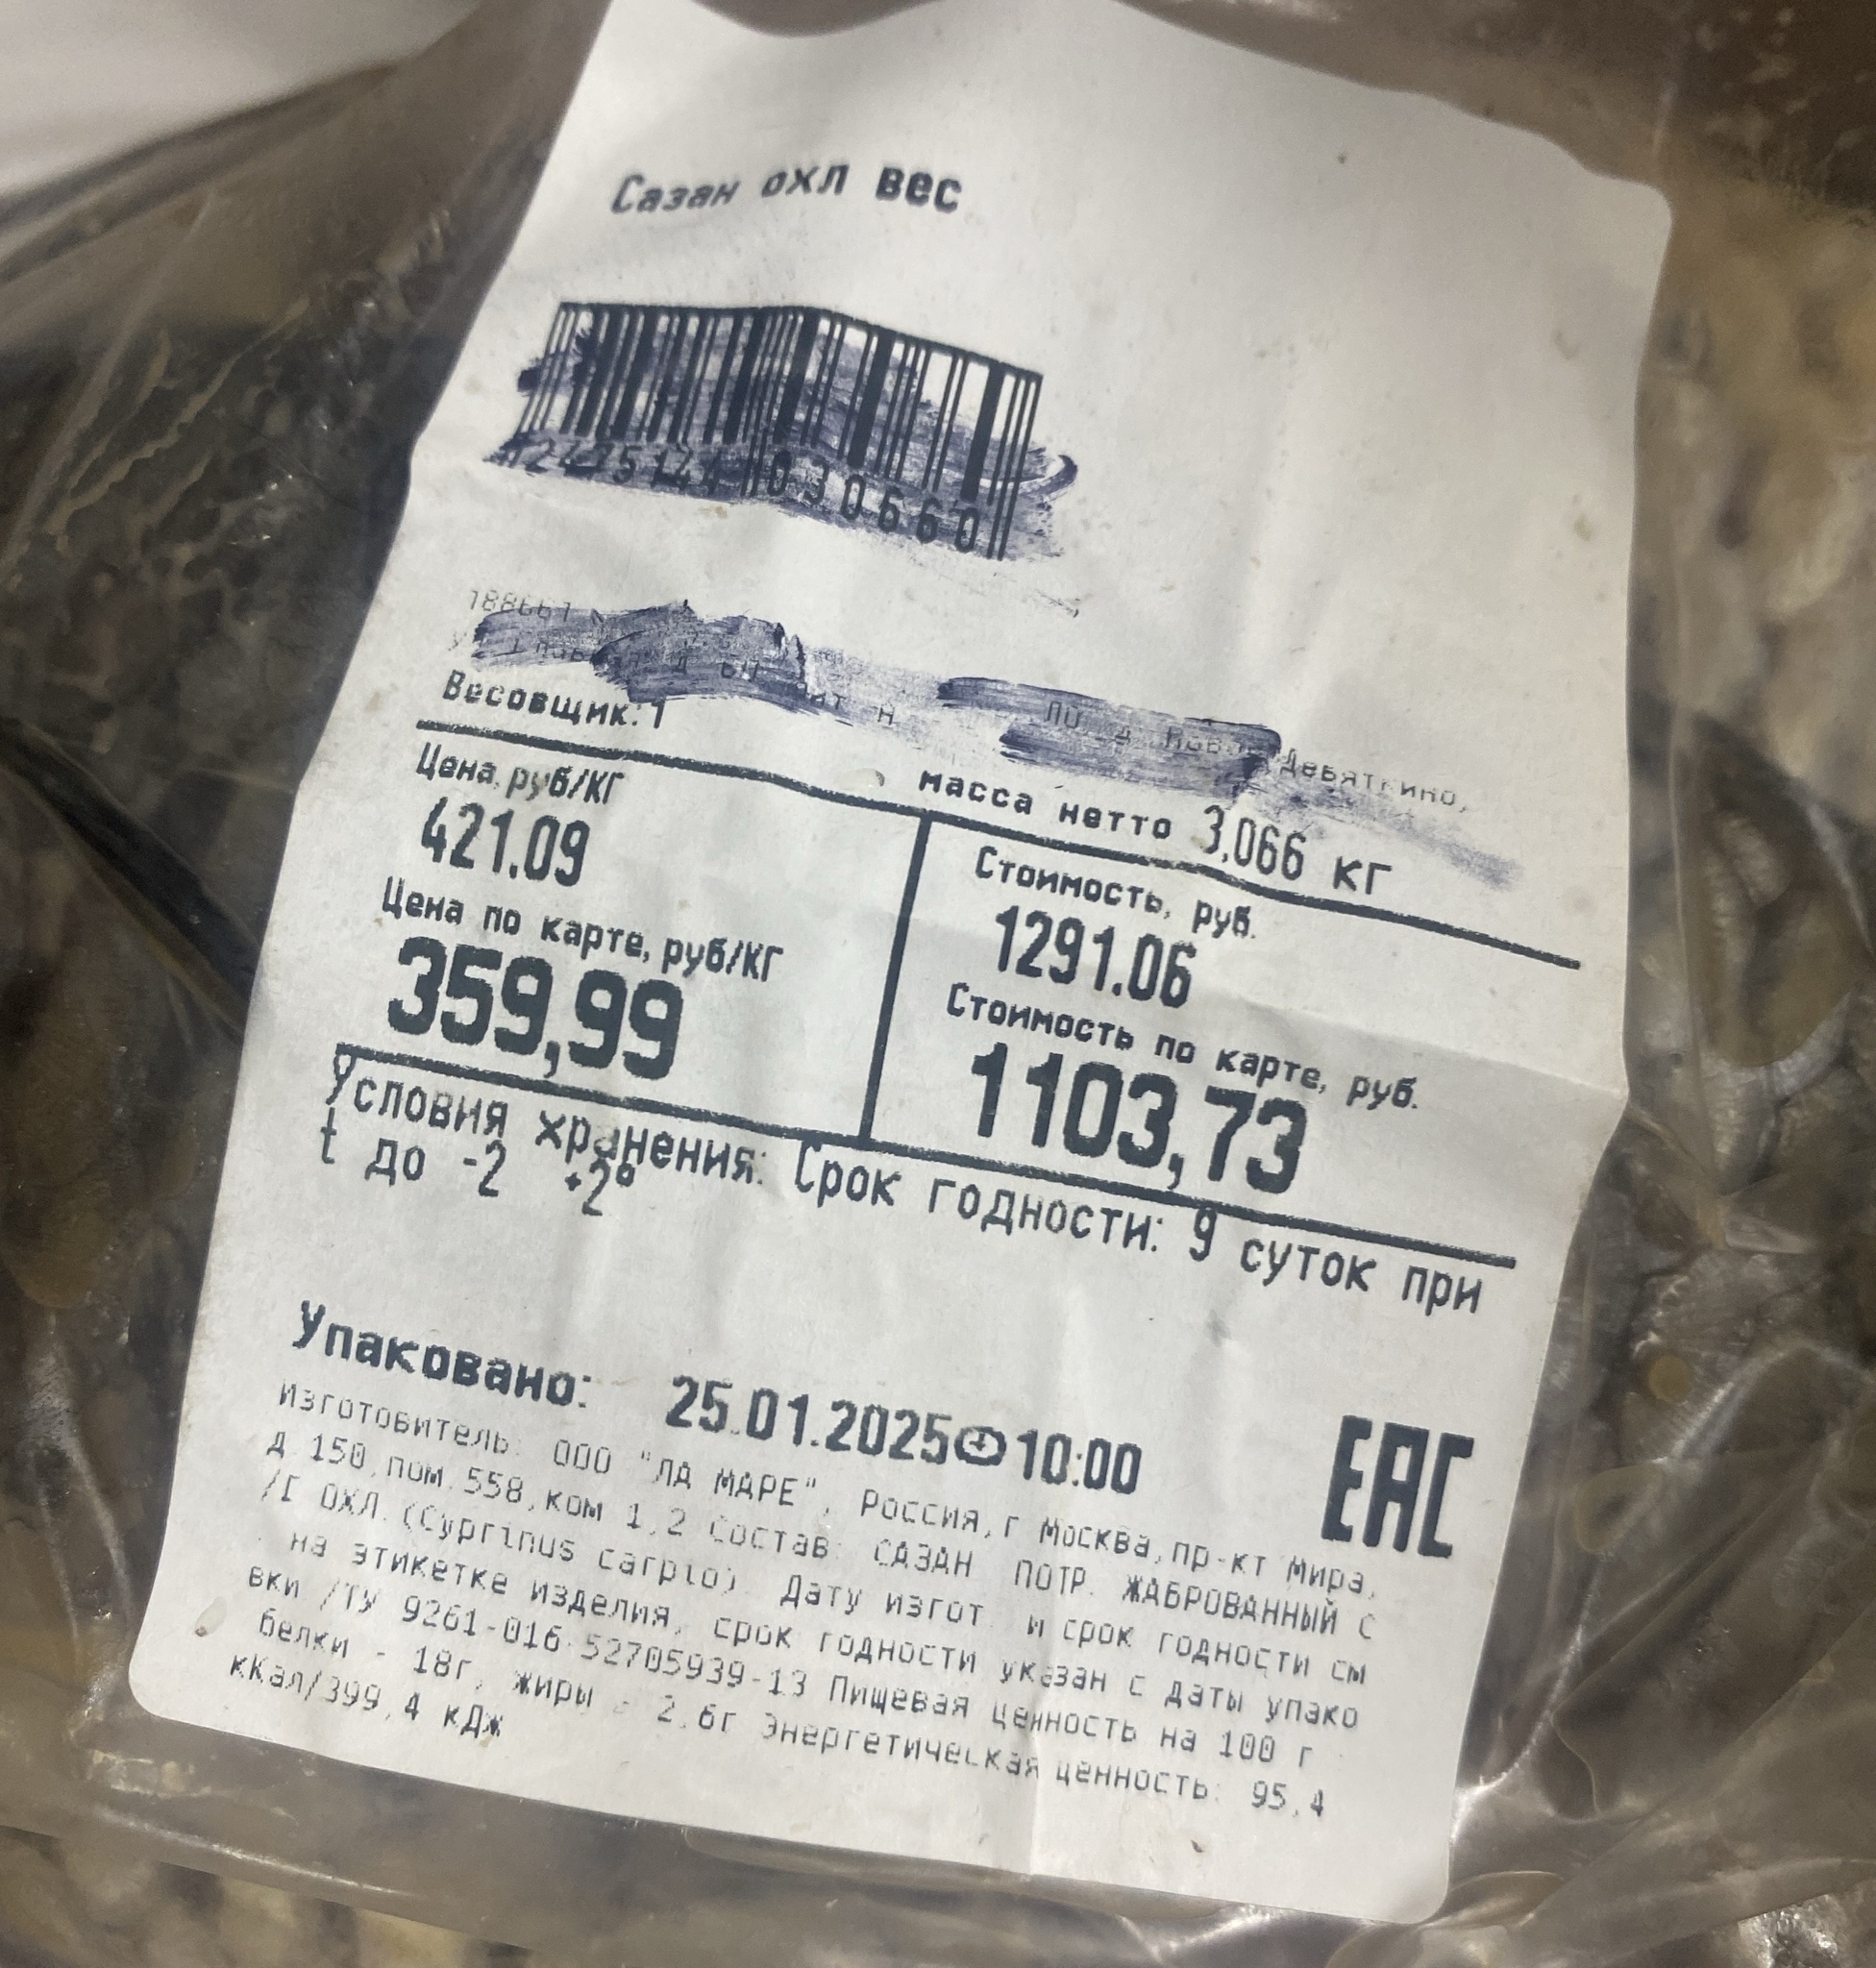 Сазан охл вес
2475144 030660
188661
Девяткино,
Весовщик: 1
масса нетто 3,066 кг
Цена, руб/КГ
421.09
Стоимость, руб.
1291.06
Цена по карте, руб/КГ
359,99
Стоимость по карте, руб.
1103,73
Условия хранения: Срок годности: 9 суток при
t до -2 +2°
Упаковано: 25.01.2025 10:00
EAC
Изготовитель: ООО "ЛА МАРЕ", Россия, г Москва, пр-кт Мира,
д 150, пом. 558, ком 1,2 Состав: САЗАН ПОТР. ЖАБРОВАННЫЙ С
/Г ОХЛ. (Cyprinus carpio). Дату изгот. и срок годности см
. на этикетке изделия, срок годности указан с даты упако
вки /ТУ 9261-016-52705939-13 Пищевая ценность на 100 г
белки - 18г, жиры - 2,6г Энергетическая ценность: 95,4
кКал/399,4 кДж